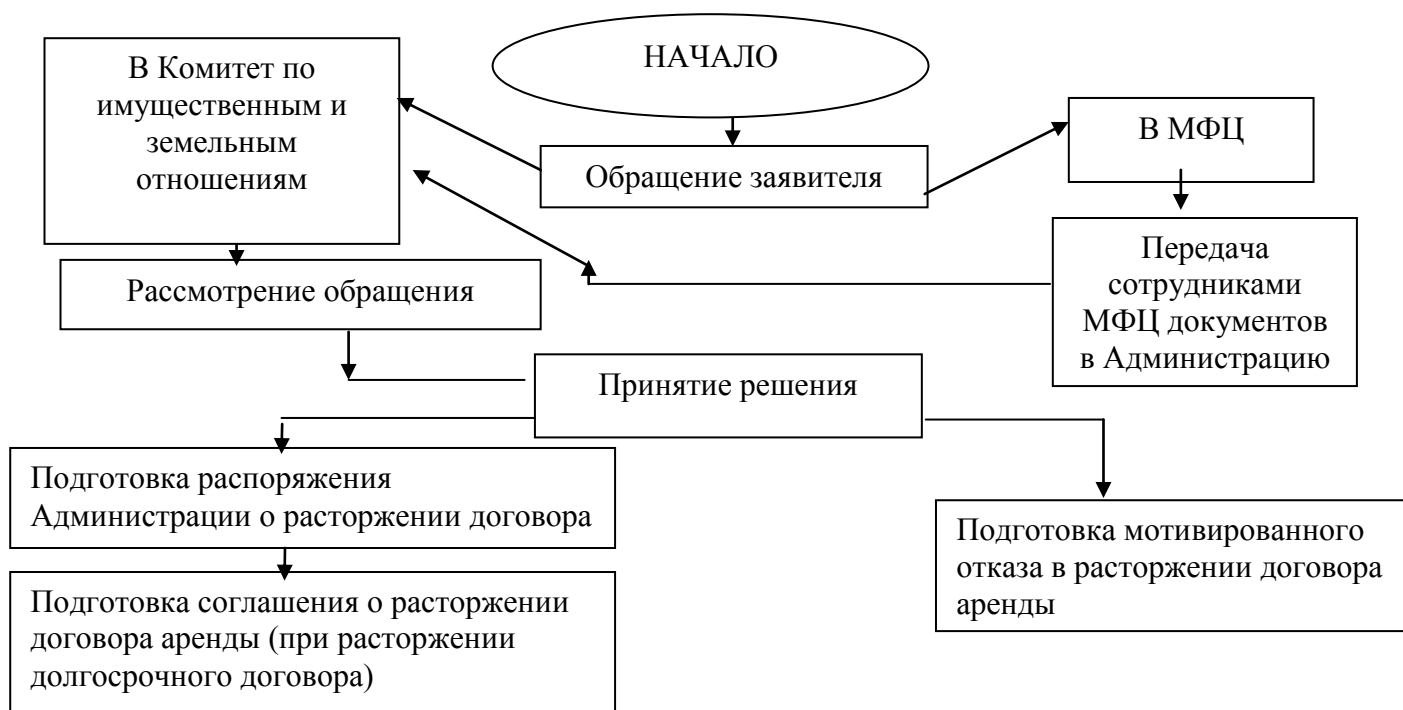 НАЧАЛО
В Комитет по
имущественным и
земельным
отношениям
В МФЦ
Обращение заявителя
Передача
сотрудниками
МФЦ документов
в Администрацию
Рассмотрение обращения
Принятие решения
Подготовка распоряжения
Администрации о расторжении договора
Подготовка мотивированного
отказа в расторжении договора
аренды
Подготовка соглашения о расторжении
договора аренды (при расторжении
долгосрочного договора)